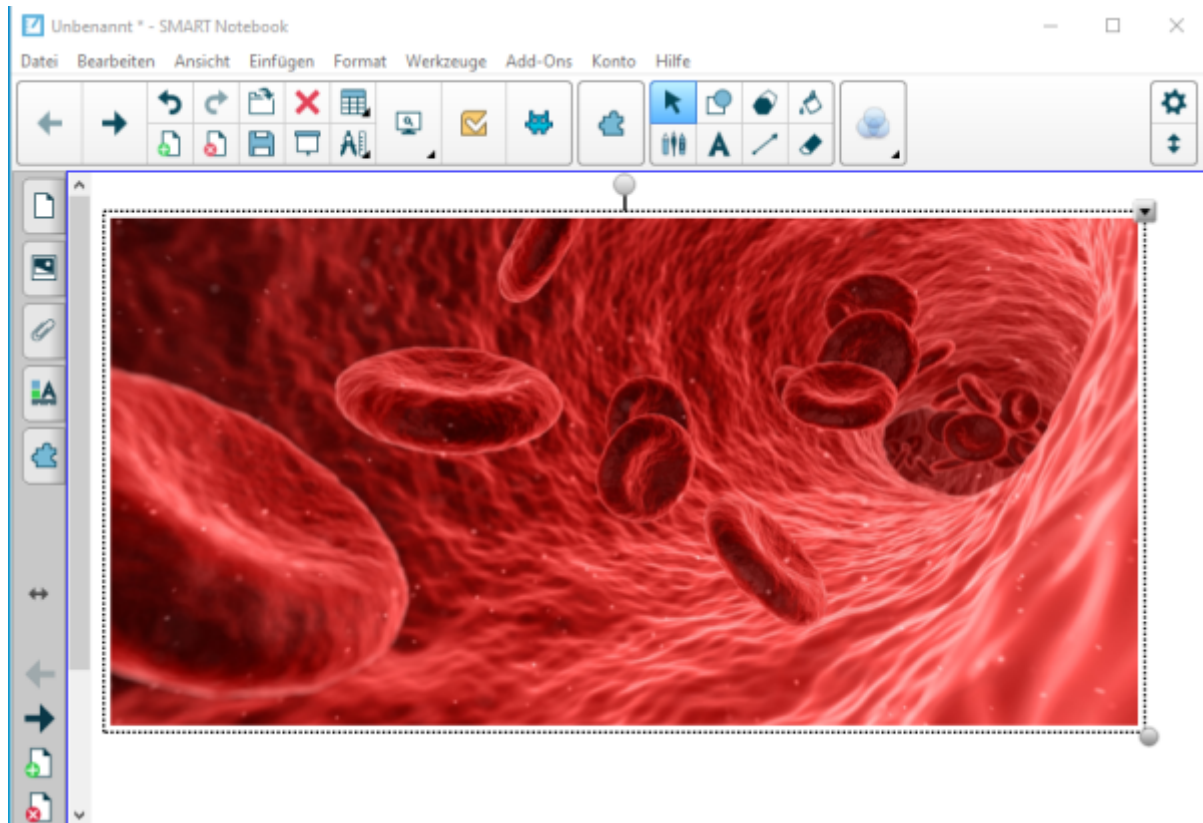 Unbenannt * - SMART Notebook
Datei Bearbeiten Ansicht Einfügen Format Werkzeuge Add-Ons Konto Hilfe